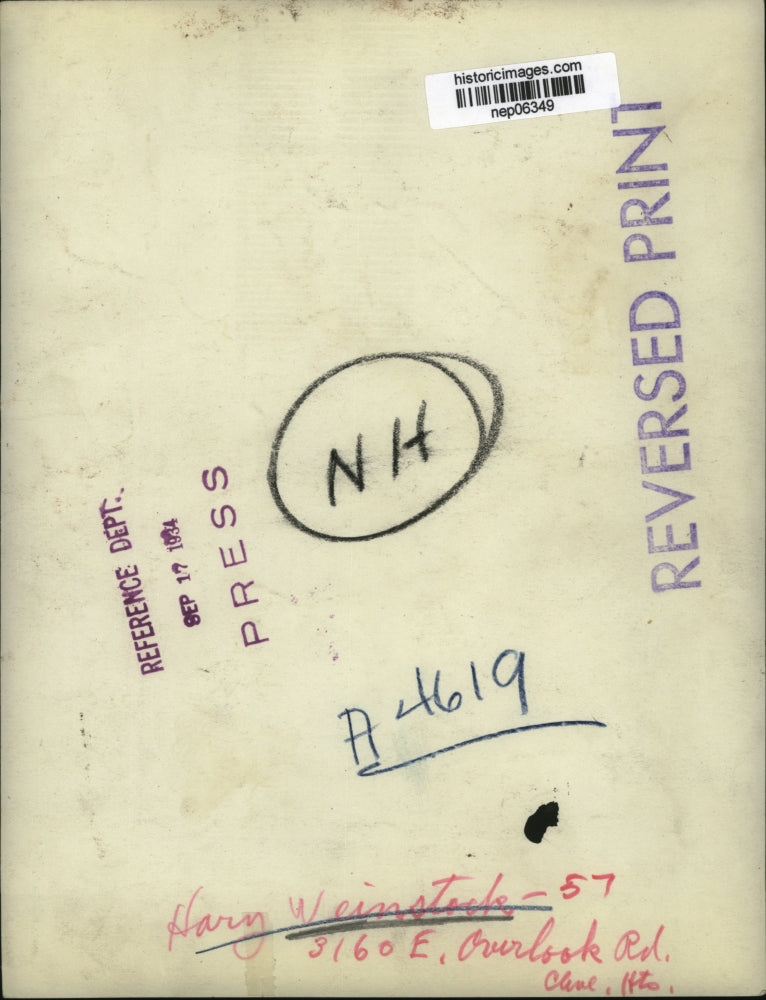 historicimages.com
nep06349
REVERSED PRINT
NH
REFERENCE DEPT.
SEP 17 1934
PRESS
A4619
Harry Weinstock - 57
3160 E. Overlook Rd.
Cleve. Hts.